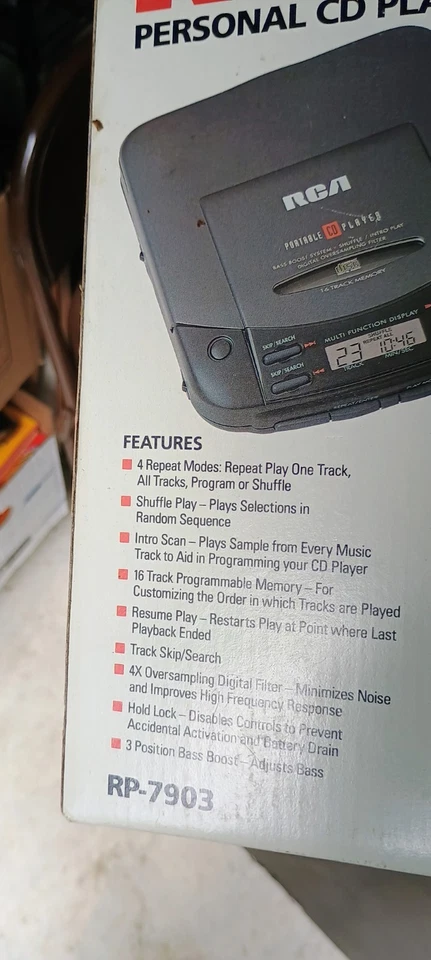 PERSONAL CD PLA
RCA
PORTABLE CD PLAYER
BASS BOOST SYSTEM - SHUFFLE / INTRO PLAY
DIGITAL OVERSAMPLING FILTER
16-TRACK MEMORY
SKIP/SEARCH
MULTI FUNCTION DISPLAY
SHUFFLE
REPEAT ALL
23 10:46
TRACK MIN/SEC
SKIP/SEARCH
FEATURES
4 Repeat Modes: Repeat Play One Track,
All Tracks, Program or Shuffle
Shuffle Play – Plays Selections in
Random Sequence
Intro Scan – Plays Sample from Every Music
Track to Aid in Programming your CD Player
16 Track Programmable Memory – For
Customizing the Order in which Tracks are Played
Resume Play – Restarts Play at Point where Last
Playback Ended
Track Skip/Search
4X Oversampling Digital Filter – Minimizes Noise
and Improves High Frequency Response
Hold Lock – Disables Controls to Prevent
Accidental Activation and Battery Drain
3 Position Bass Boost – Adjusts Bass
RP-7903